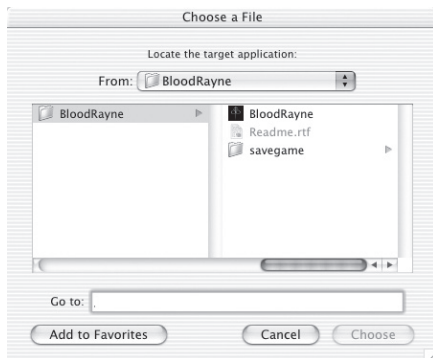 Choose a File
Locate the target application:
From: BloodRayne
BloodRayne
BloodRayne
Readme.rtf
savegame
Go to:
Add to Favorites Cancel Choose